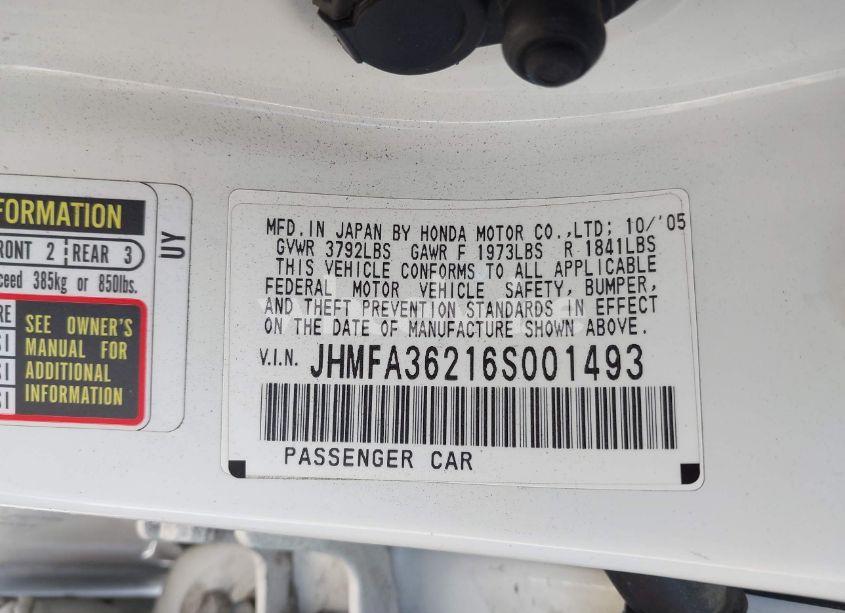 FORMATION
FRONT 2 REAR 3
ceed 385kg or 850lbs.
SEE OWNER'S
MANUAL FOR
ADDITIONAL
INFORMATION
UY
MFD. IN JAPAN BY HONDA MOTOR CO.,LTD; 10/'05
GVWR 3792LBS GAWR F 1973LBS R 1841LBS
THIS VEHICLE CONFORMS TO ALL APPLICABLE
FEDERAL MOTOR VEHICLE SAFETY, BUMPER,
AND THEFT PREVENTION STANDARDS IN EFFECT
ON THE DATE OF MANUFACTURE SHOWN ABOVE.
V.I.N. JHMFA36216S001493
PASSENGER CAR